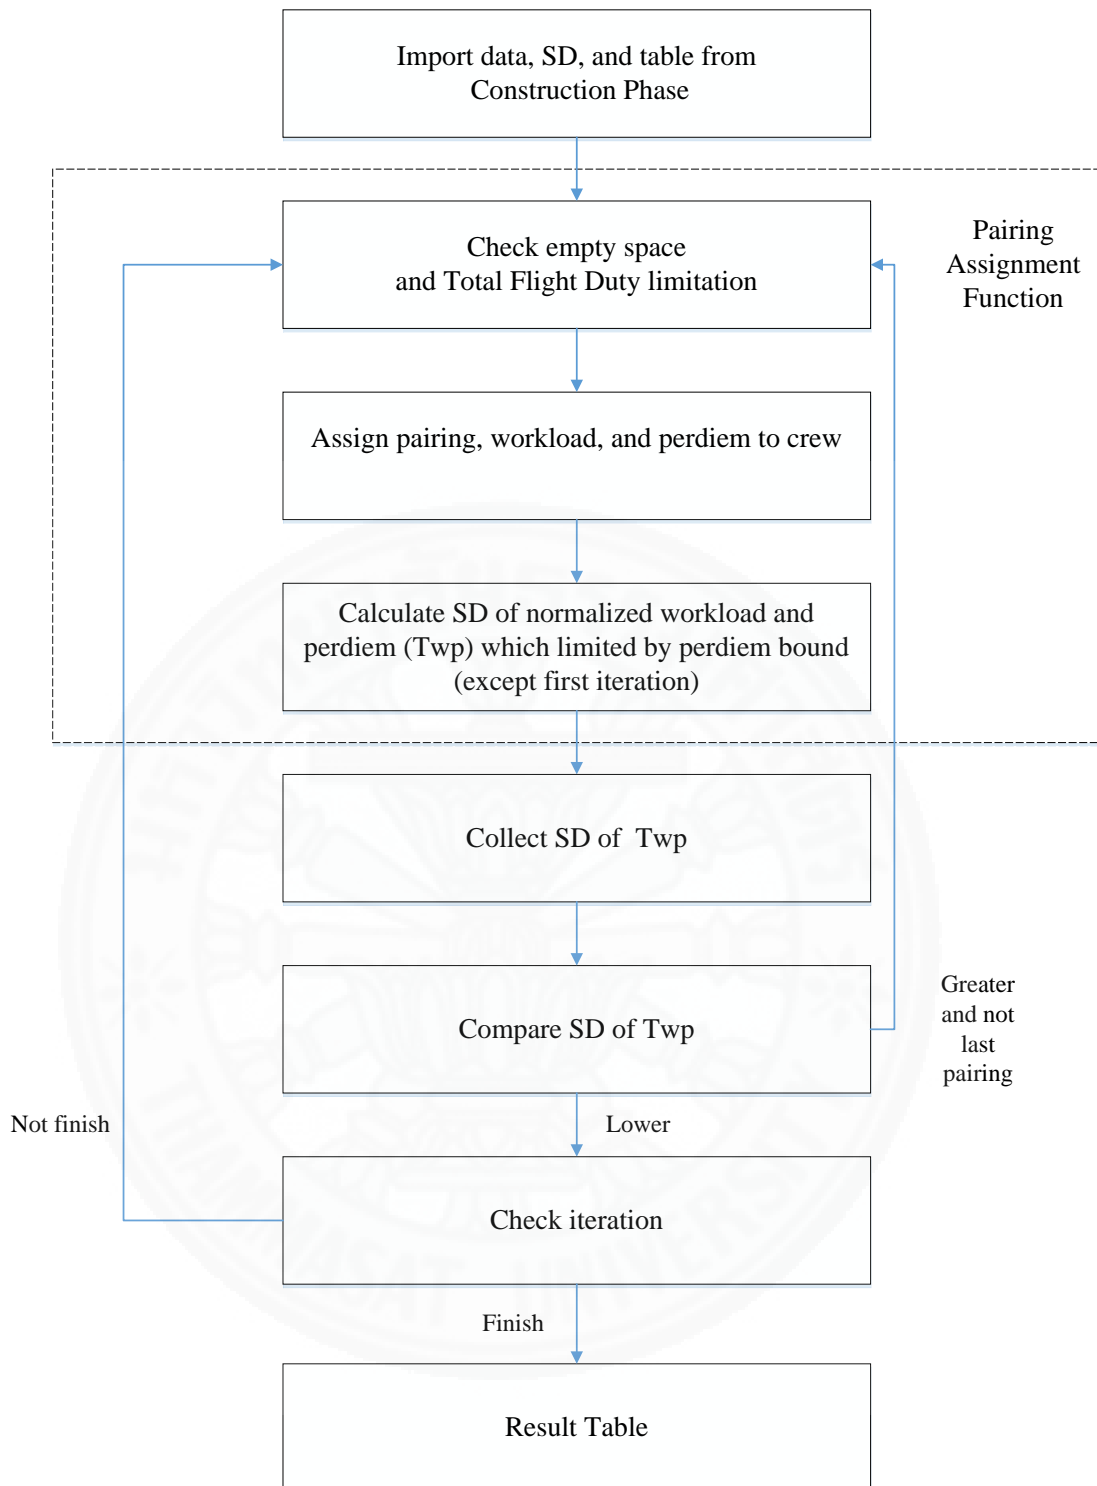 Import data, SD, and table from
Construction Phase
Check empty space
and Total Flight Duty limitation
Pairing
Assignment
Function
Assign pairing, workload, and perdiem to crew
Calculate SD of normalized workload and
perdiem (Twp) which limited by perdiem bound
(except first iteration)
Collect SD of Twp
Compare SD of Twp
Greater
and not
last
pairing
Not finish
Lower
Check iteration
Finish
Result Table
THAMMASAT UNIVERSITY